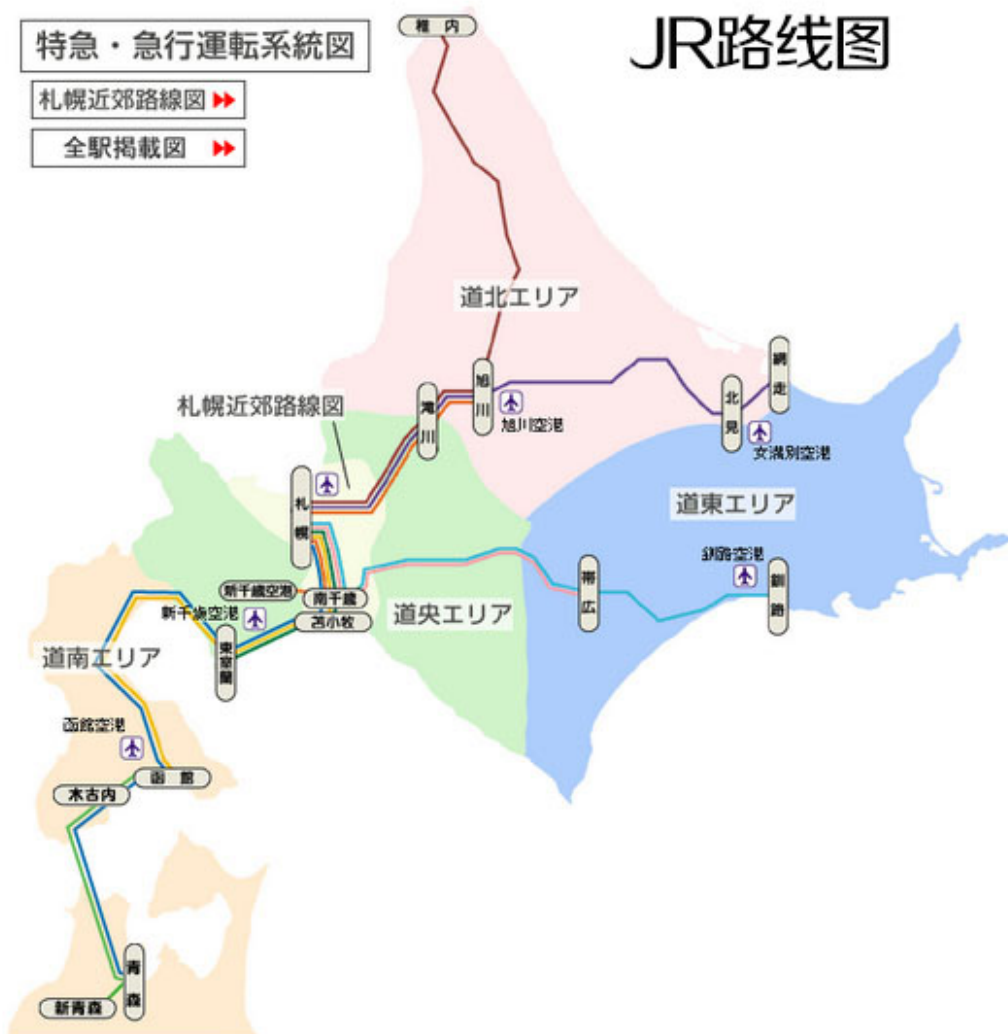 稚内
JR路线图
特急・急行運転系統図
札幌近郊路線図
全駅掲載図
道北エリア
網走
旭川
北見
滝川
札幌近郊路線図
旭川空港
女満別空港
札幌
道東エリア
釧路空港
帯広
釧路
新千歳空港
南千歳
新千歳空港
苫小牧
道央エリア
東室蘭
道南エリア
函館空港
函館
木古内
青森
新青森